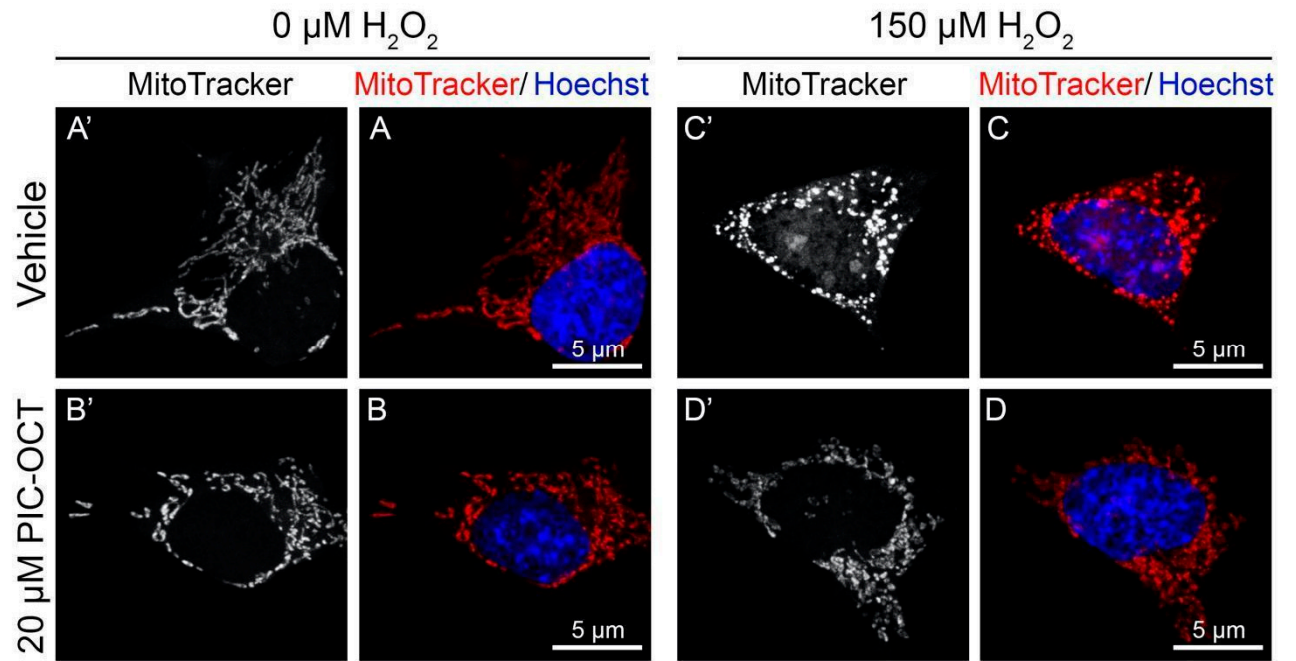 0 µM H₂O₂
150 µM H₂O₂
MitoTracker
MitoTracker/ Hoechst
MitoTracker
MitoTracker/ Hoechst
Vehicle
A’
A
5 µm
C’
C
5 µm
20 µM PIC-OCT
B’
B
5 µm
D’
D
5 µm